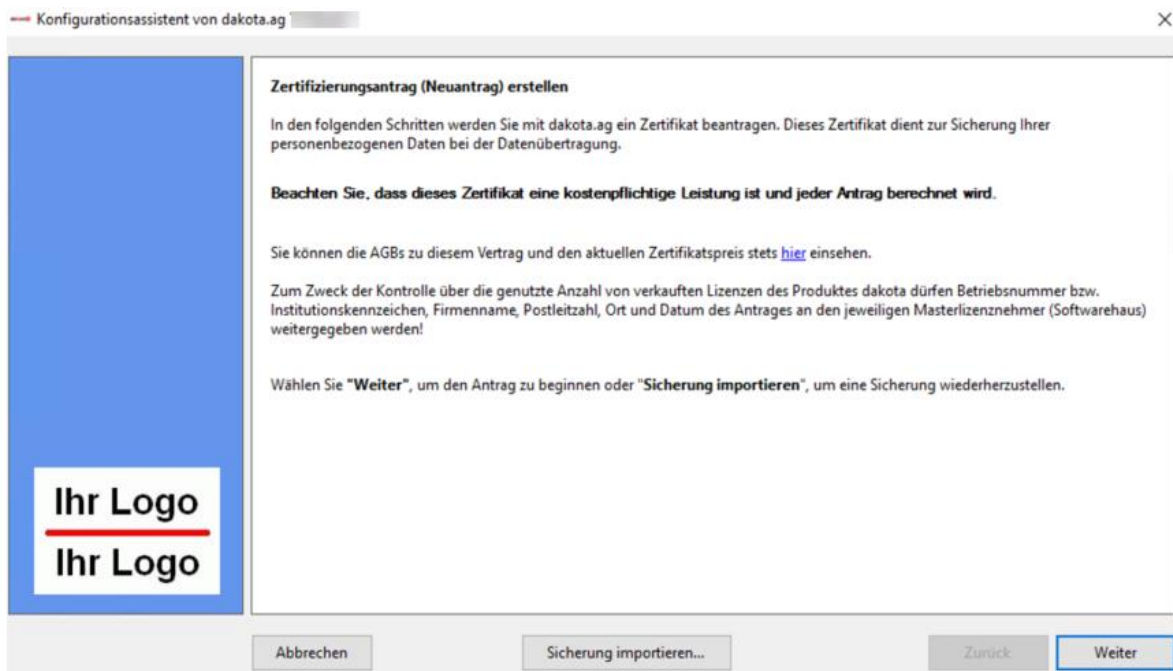 Konfigurationsassistent von dakota.ag
Zertifizierungsantrag (Neuantrag) erstellen
In den folgenden Schritten werden Sie mit dakota.ag ein Zertifikat beantragen. Dieses Zertifikat dient zur Sicherung Ihrer
personenbezogenen Daten bei der Datenübertragung.
Beachten Sie, dass dieses Zertifikat eine kostenpflichtige Leistung ist und jeder Antrag berechnet wird.
Sie können die AGBs zu diesem Vertrag und den aktuellen Zertifikatspreis stets hier einsehen.
Zum Zweck der Kontrolle über die genutzte Anzahl von verkauften Lizenzen des Produktes dakota dürfen Betriebsnummer bzw.
Institutionskennzeichen, Firmenname, Postleitzahl, Ort und Datum des Antrages an den jeweiligen Masterlizenznehmer (Softwarehaus)
weitergegeben werden!
Wählen Sie "Weiter", um den Antrag zu beginnen oder "Sicherung importieren", um eine Sicherung wiederherzustellen.
Ihr Logo
Ihr Logo
Abbrechen
Sicherung importieren...
Zurück
Weiter